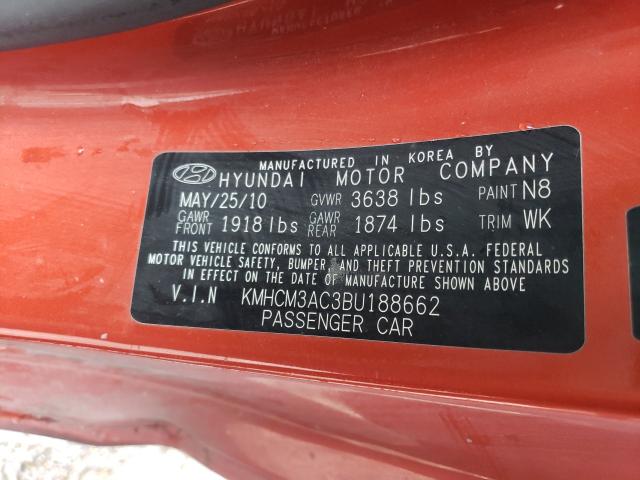 MANUFACTURED IN KOREA BY
HYUNDAI MOTOR COMPANY
MAY/25/10 GVWR 3638 lbs PAINT N8
GAWR FRONT 1918 lbs GAWR REAR 1874 lbs TRIM WK
THIS VEHICLE CONFORMS TO ALL APPLICABLE U.S.A. FEDERAL
MOTOR VEHICLE SAFETY, BUMPER, AND THEFT PREVENTION STANDARDS
IN EFFECT ON THE DATE OF MANUFACTURE SHOWN ABOVE
V.I.N KMHCM3AC3BU188662
PASSENGER CAR